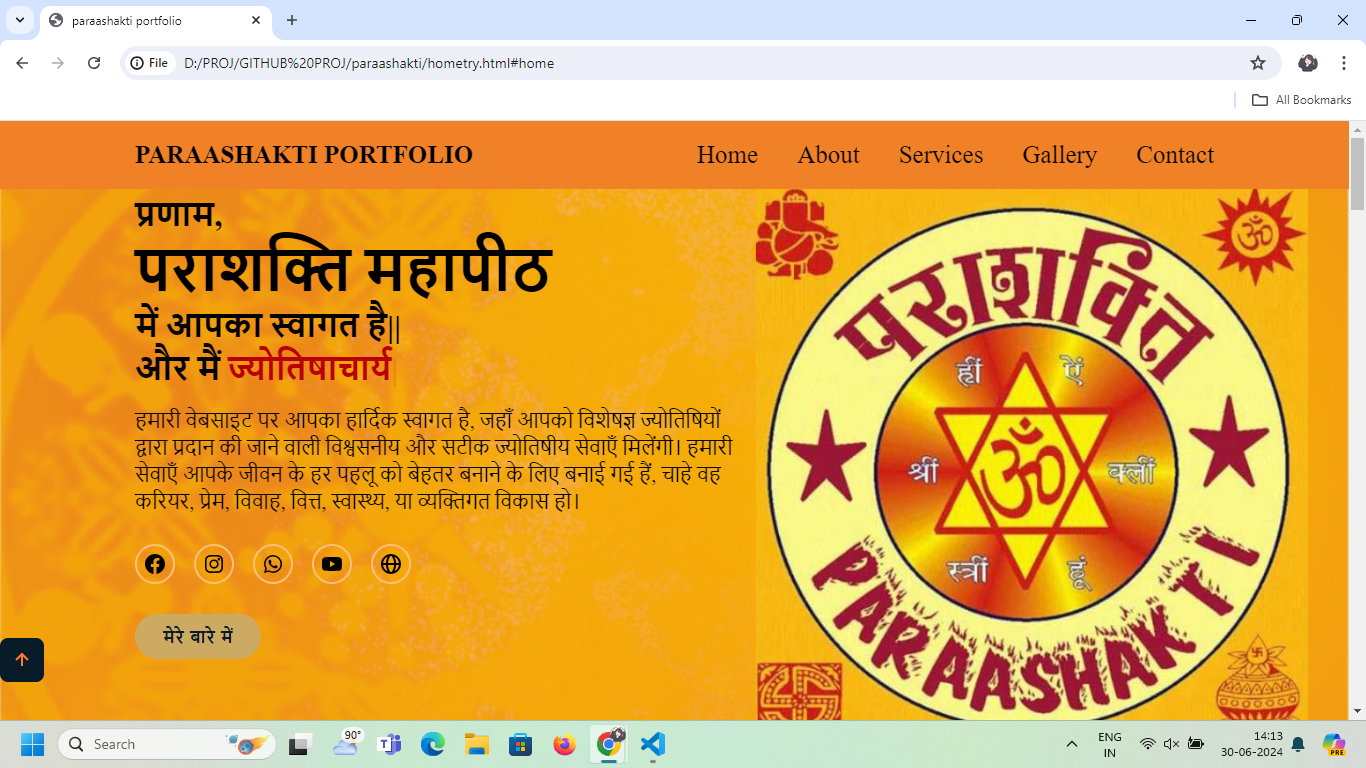 paraashakti portfolio
File
D:/PROJ/GITHUB%20PROJ/paraashakti/hometry.html#home
All Bookmarks
PARAASHAKTI PORTFOLIO
Home
About
Services
Gallery
Contact
प्रणाम,
पराशक्ति महापीठ
में आपका स्वागत है||
और मैं ज्योतिषाचार्य
हमारी वेबसाइट पर आपका हार्दिक स्वागत है, जहाँ आपको विशेषज्ञ ज्योतिषियों
द्वारा प्रदान की जाने वाली विश्वसनीय और सटीक ज्योतिषीय सेवाएँ मिलेंगी। हमारी
सेवाएँ आपके जीवन के हर पहलू को बेहतर बनाने के लिए बनाई गई हैं, चाहे वह
करियर, प्रेम, विवाह, वित्त, स्वास्थ्य, या व्यक्तिगत विकास हो।
मेरे बारे में
ॐ
पराशक्ति
ह्रीं
ऐं
श्रीं
ॐ
क्लीं
स्त्रीं
हूं
PARAASHAKTI
Search
90°
ENG
IN
14:13
30-06-2024
PRE